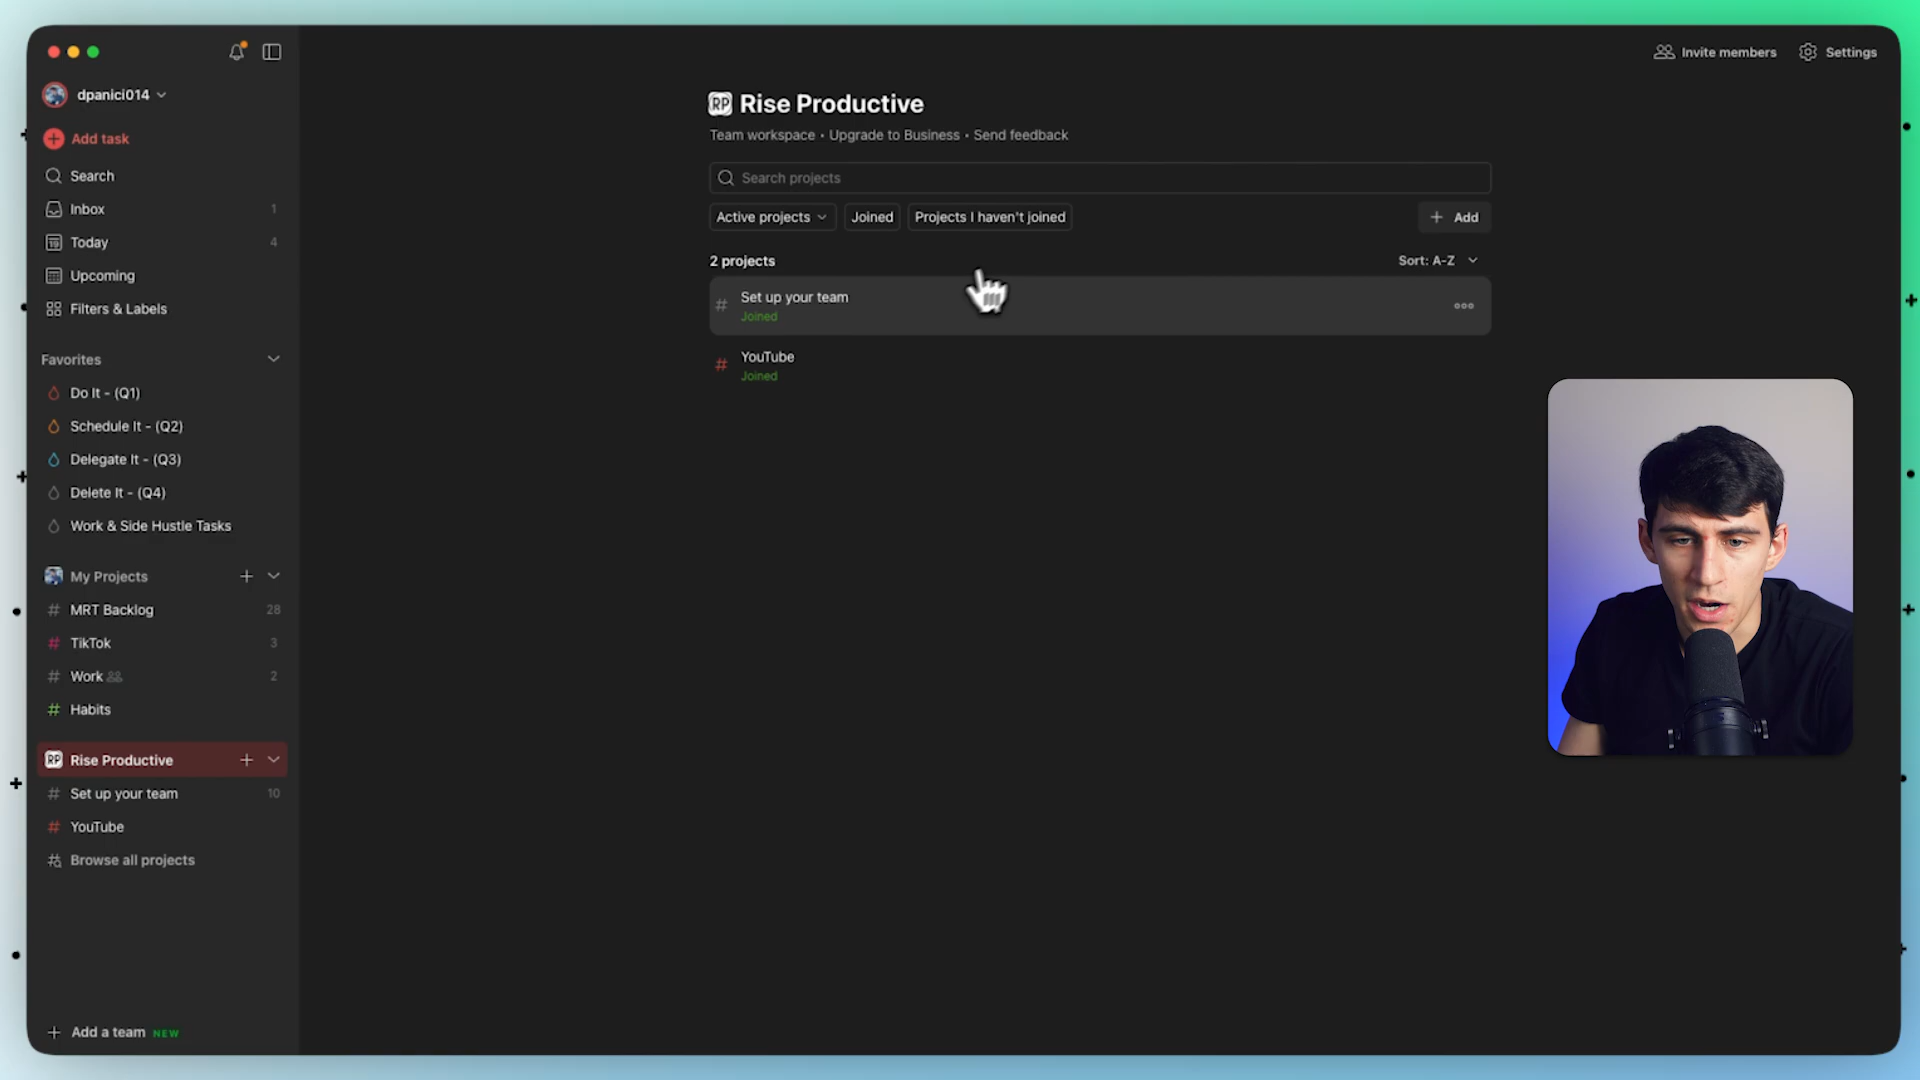 dpanici014
Add task
Search
Inbox 1
19 Today 4
Upcoming
Filters & Labels
Favorites
Do It - (Q1)
Schedule It - (Q2)
Delegate It - (Q3)
Delete It - (Q4)
Work & Side Hustle Tasks
My Projects
# MRT Backlog 28
# TikTok 3
# Work 2
# Habits
RP Rise Productive
# Set up your team 10
# YouTube
Browse all projects
Add a team NEW
Invite members Settings
RP Rise Productive
Team workspace • Upgrade to Business • Send feedback
Search projects
Active projects Joined Projects I haven't joined + Add
2 projects Sort: A-Z
# Set up your team
Joined
# YouTube
Joined